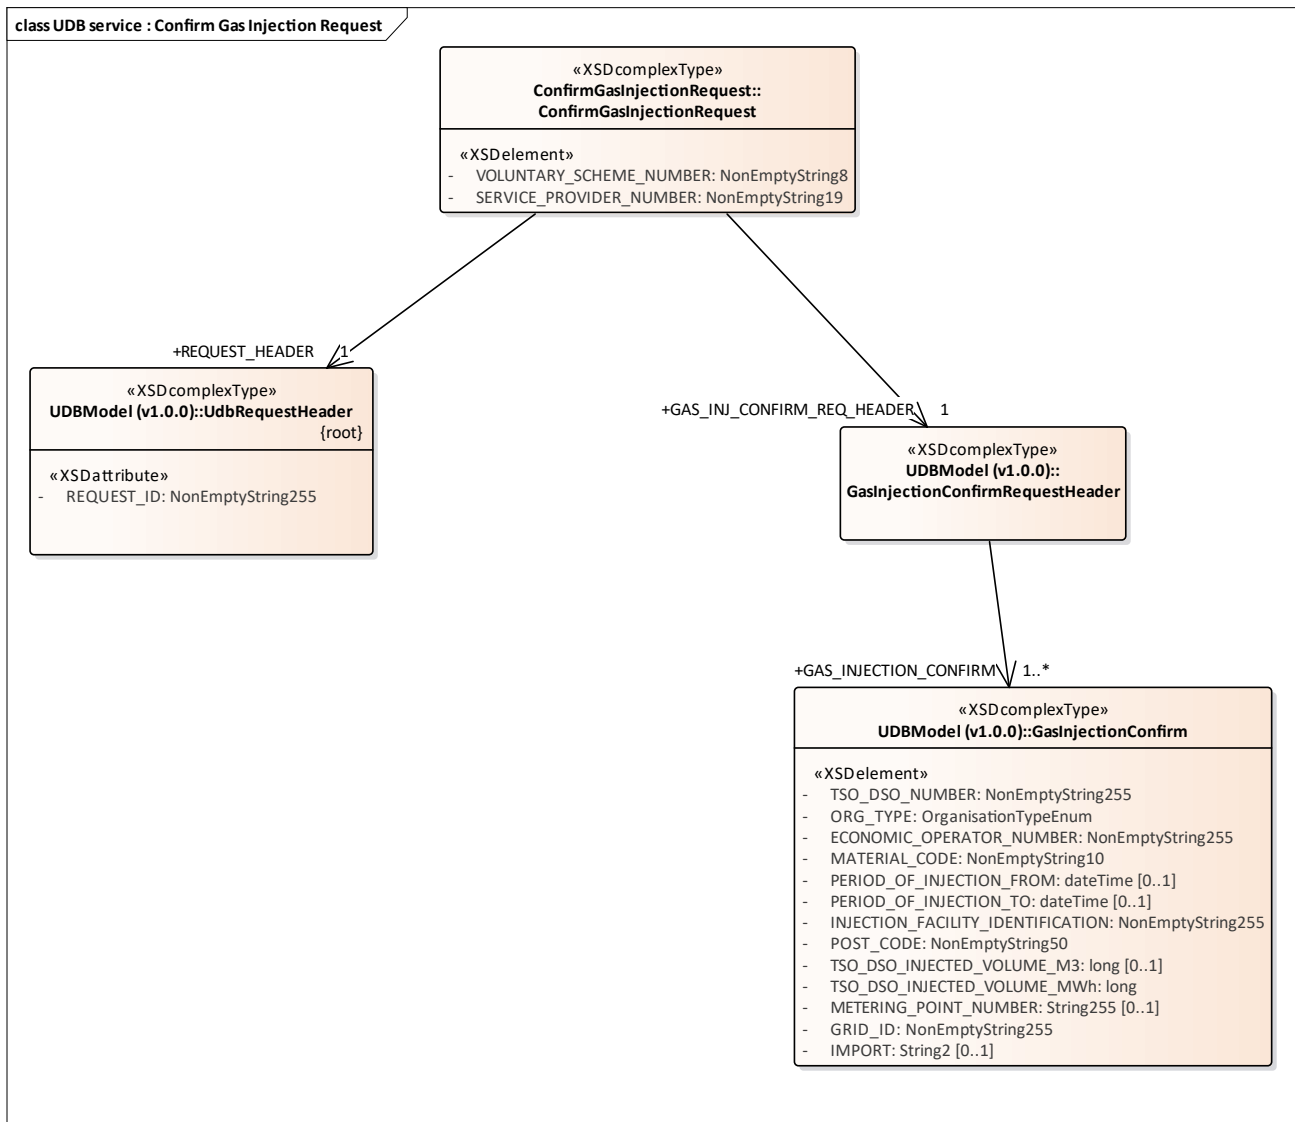 class UDB service : Confirm Gas Injection Request
«XSDcomplexType»
ConfirmGasInjectionRequest::
ConfirmGasInjectionRequest
«XSDelement»
- VOLUNTARY_SCHEME_NUMBER: NonEmptyString8
- SERVICE_PROVIDER_NUMBER: NonEmptyString19
+REQUEST_HEADER 1
«XSDcomplexType»
UDBModel (v1.0.0)::UdbRequestHeader
{root}
«XSDattribute»
- REQUEST_ID: NonEmptyString255
+GAS_INJ_CONFIRM_REQ_HEADER 1
«XSDcomplexType»
UDBModel (v1.0.0)::
GasInjectionConfirmRequestHeader
+GAS_INJECTION_CONFIRM 1..*
«XSDcomplexType»
UDBModel (v1.0.0)::GasInjectionConfirm
«XSDelement»
- TSO_DSO_NUMBER: NonEmptyString255
- ORG_TYPE: OrganisationTypeEnum
- ECONOMIC_OPERATOR_NUMBER: NonEmptyString255
- MATERIAL_CODE: NonEmptyString10
- PERIOD_OF_INJECTION_FROM: dateTime [0..1]
- PERIOD_OF_INJECTION_TO: dateTime [0..1]
- INJECTION_FACILITY_IDENTIFICATION: NonEmptyString255
- POST_CODE: NonEmptyString50
- TSO_DSO_INJECTED_VOLUME_M3: long [0..1]
- TSO_DSO_INJECTED_VOLUME_MWh: long
- METERING_POINT_NUMBER: String255 [0..1]
- GRID_ID: NonEmptyString255
- IMPORT: String2 [0..1]